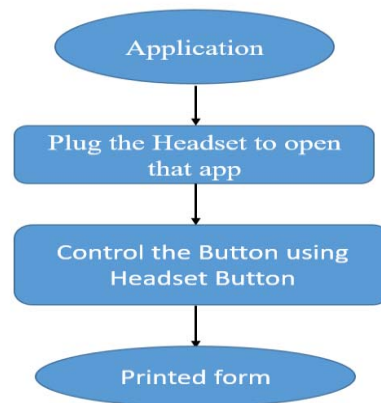 Application
Plug the Headset to open
that app
Control the Button using
Headset Button
Printed form